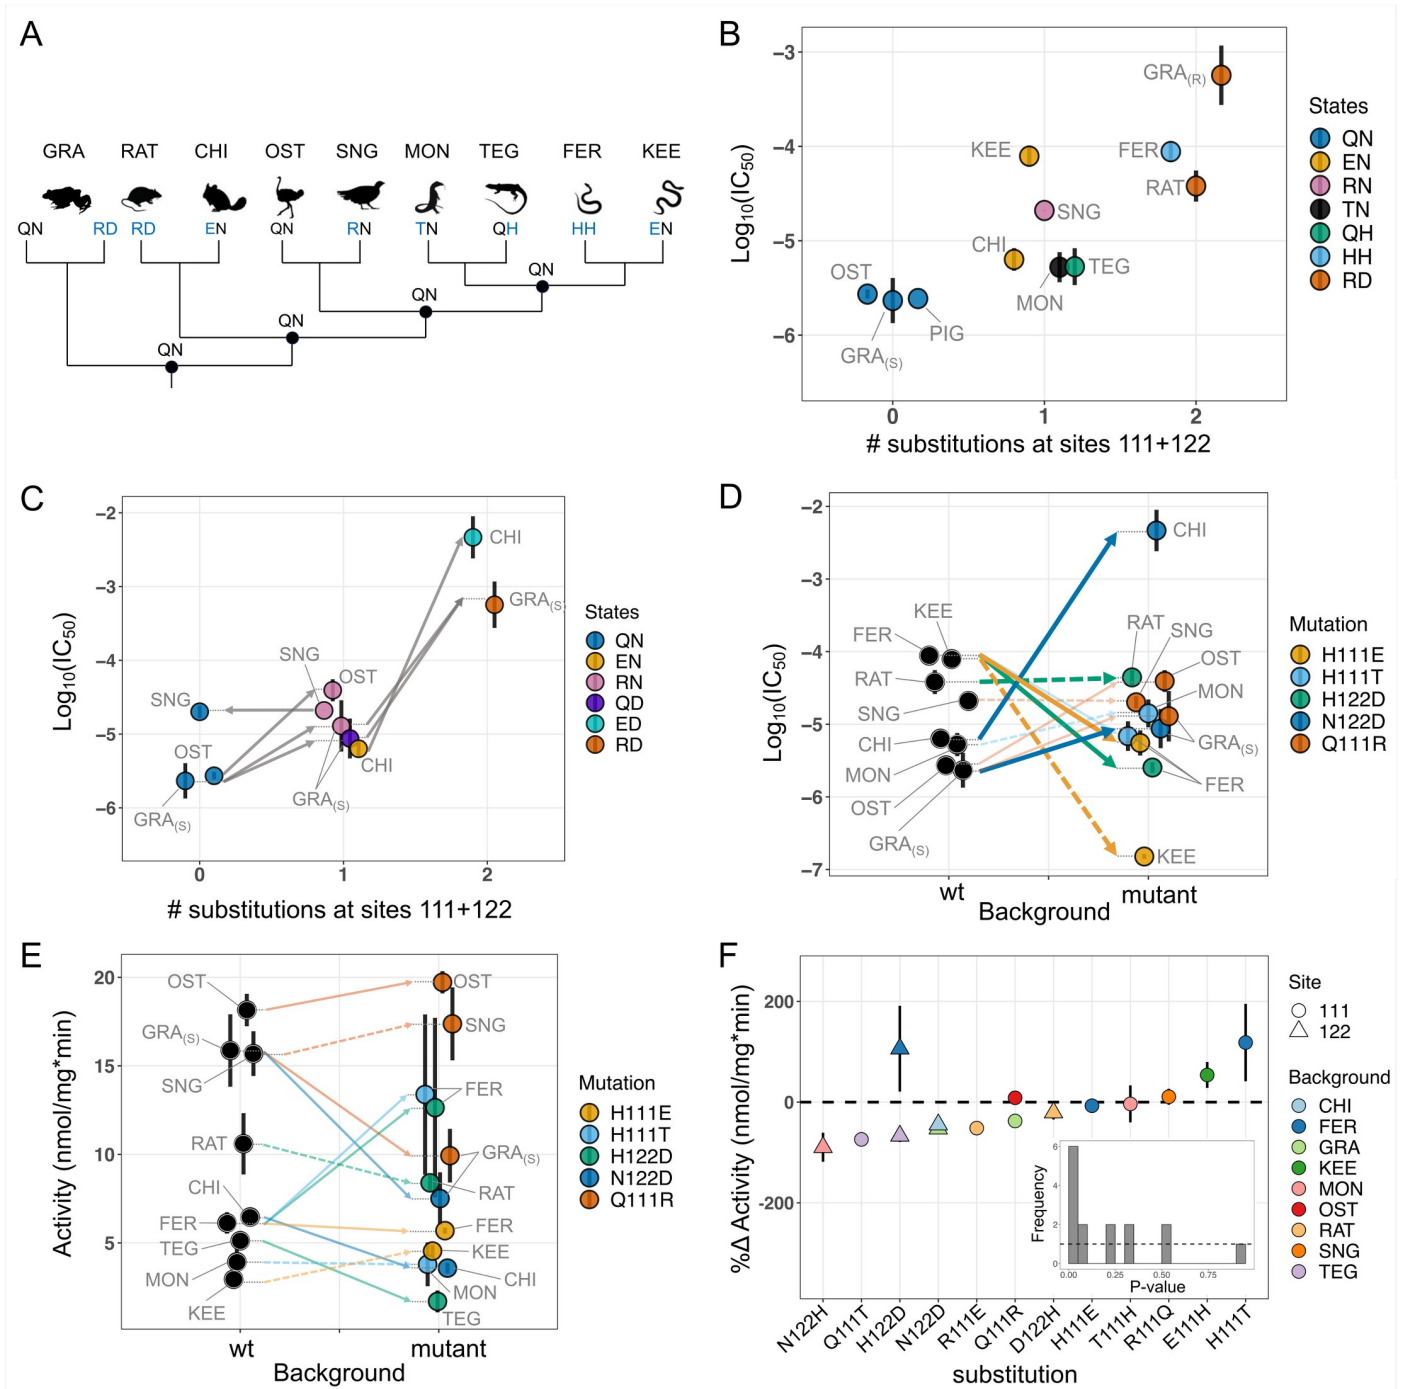 A
GRA RAT CHI OST SNG MON TEG FER KEE
QN RD RD EN QN RN TN QH HH EN
QN
QN
QN
QN
B
Log10(IC50)
−3
−4
−5
−6
GRA(R)
KEE
FER
RAT
SNG
CHI
TEG
MON
OST
PIG
GRA(S)
0 1 2
# substitutions at sites 111+122
States
QN
EN
RN
TN
QH
HH
RD
C
Log10(IC50)
−2
−3
−4
−5
−6
CHI
GRA(S)
SNG
OST
SNG
OST
CHI
GRA(S)
GRA(S)
0 1 2
# substitutions at sites 111+122
States
QN
EN
RN
QD
ED
RD
D
Log10(IC50)
−2
−3
−4
−5
−6
−7
CHI
KEE
FER
RAT
SNG
CHI
MON
OST
GRA(S)
RAT
SNG
OST
MON
GRA(S)
FER
KEE
wt mutant
Background
Mutation
H111E
H111T
H122D
N122D
Q111R
E
Activity (nmol/mg*min)
20
15
10
5
OST
GRA(S)
SNG
RAT
CHI
FER
TEG
MON
KEE
OST
SNG
FER
GRA(S)
RAT
FER
KEE
CHI
MON
TEG
wt mutant
Background
Mutation
H111E
H111T
H122D
N122D
Q111R
F
%Δ Activity (nmol/mg*min)
200
0
-200
Frequency
6
4
2
0
0.00 0.25 0.50 0.75
P-value
N122H Q111T H122D N122D R111E Q111R D122H H111E T111H R111Q E111H H111T
substitution
Site
111
122
Background
CHI
FER
GRA
KEE
MON
OST
RAT
SNG
TEG